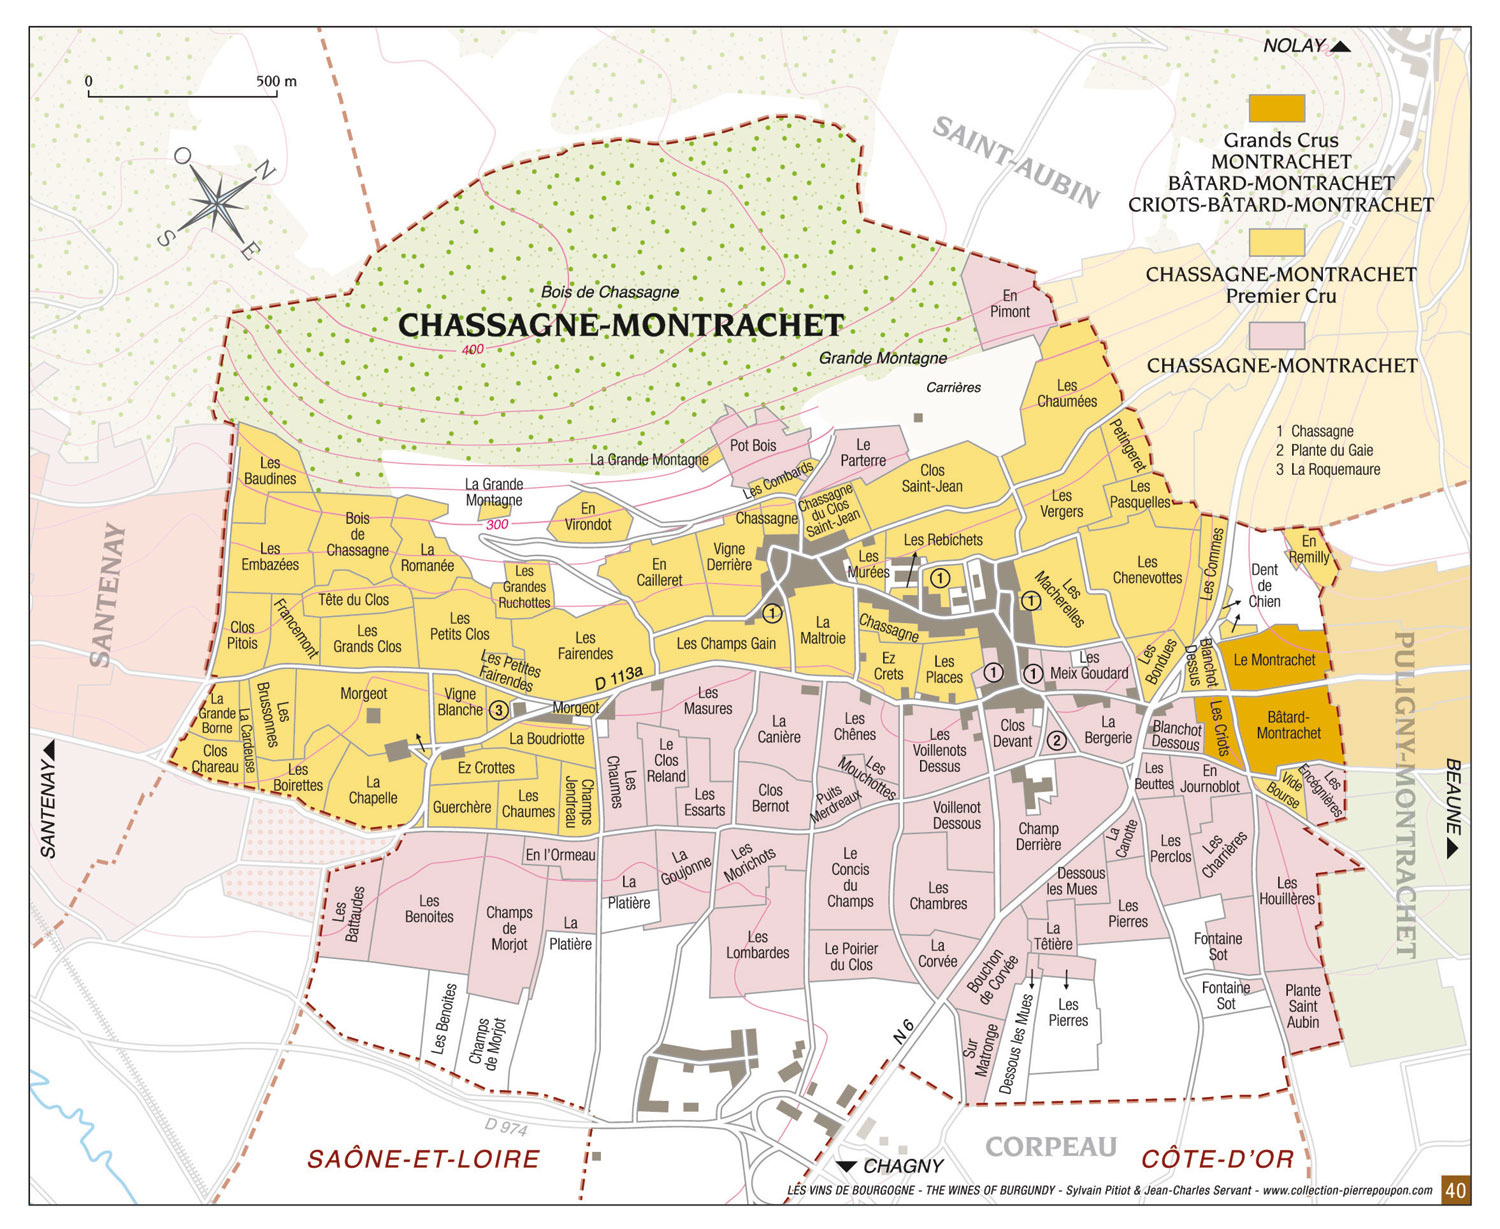 NOLAY
0 500 m
O
N
S
E
SAINT-AUBIN
Grands Crus
MONTRACHET
BÂTARD-MONTRACHET
CRIOTS-BÂTARD-MONTRACHET
CHASSAGNE-MONTRACHET
Premier Cru
CHASSAGNE-MONTRACHET
1 Chassagne
2 Plante du Gaie
3 La Roquemaure
Bois de Chassagne
CHASSAGNE-MONTRACHET
400
Grande Montagne
Carrières
En
Pimont
Les
Chaumées
Petingeret
Pot Bois
Le
Parterre
La Grande Montagne
Les Combards
Clos
Saint-Jean
Les
Baudines
La Grande
Montagne
300
En
Virondot
Chassagne
Chassagne
du Clos
Saint-Jean
Les
Vergers
Les
Pasquelles
Bois
de
Chassagne
Les
Embazées
La
Romanée
Les
Grandes
Ruchottes
En
Cailleret
Vigne
Derrière
Les
Murées
Les Rebichets
1
1
Les
Macherelles
Les
Chenevottes
Les Commes
Dent
de
Chien
En
Remilly
SANTENAY
Tête du Clos
Francemont
Clos
Pitois
Les
Grands Clos
Les
Petits Clos
Les Petites
Fairendes
Les
Fairendes
D 113a
Les Champs Gain
1
La
Maltroie
Chassagne
Ez
Crets
Les
Places
1
1
Les
Meix Goudard
Les
Bondues
Blanchot
Dessus
Le Montrachet
Bâtard-
Montrachet
Les Criots
PULIGNY-MONTRACHET
La
Grande
Borne
La Cardeuse
Les
Brussonnes
Clos
Chareau
Les
Boirettes
Morgeot
Vigne
Blanche
3
Morgeot
La Boudriotte
La
Chapelle
Ez Crottes
Guerchère
Les
Chaumes
Champs
Jendreau
Les
Chaumes
Les
Masures
Le
Clos
Reland
Les
Essarts
La
Canière
Clos
Bernot
Les
Chênes
Les
Mouchottes
Puits
Merdreaux
Les
Voillenots
Dessus
Clos
Devant
2
La
Bergerie
Blanchot
Dessous
Voillenot
Dessous
Champ
Derrière
Les
Beuttes
En
Journoblot
Vide
Bourse
Les
Encégnières
SANTENAY
BEAUNE
La
Canotte
Les
Perclos
Les
Charrières
Les
Houillères
En l'Ormeau
Les
Battaudes
Les
Benoites
Champs
de
Morjot
La
Platière
La
Platière
La
Goujonne
Les
Morichots
Les
Lombardes
Le
Concis
du
Champs
Le Poirier
du Clos
Les
Chambres
La
Corvée
Dessous
les Mues
Les
Pierres
La
Têtière
Bouchon
de Corvée
Fontaine
Sot
Fontaine
Sot
Plante
Saint
Aubin
Les Benoites
Champs
de Morjot
N 6
Sur
Matronge
Dessous les Mues
Les
Pierres
D 974
SAÔNE-ET-LOIRE
CORPEAU
CÔTE-D'OR
CHAGNY
LES VINS DE BOURGOGNE - THE WINES OF BURGUNDY - Sylvain Pitiot & Jean-Charles Servant - www.collection-pierrepoupon.com
40